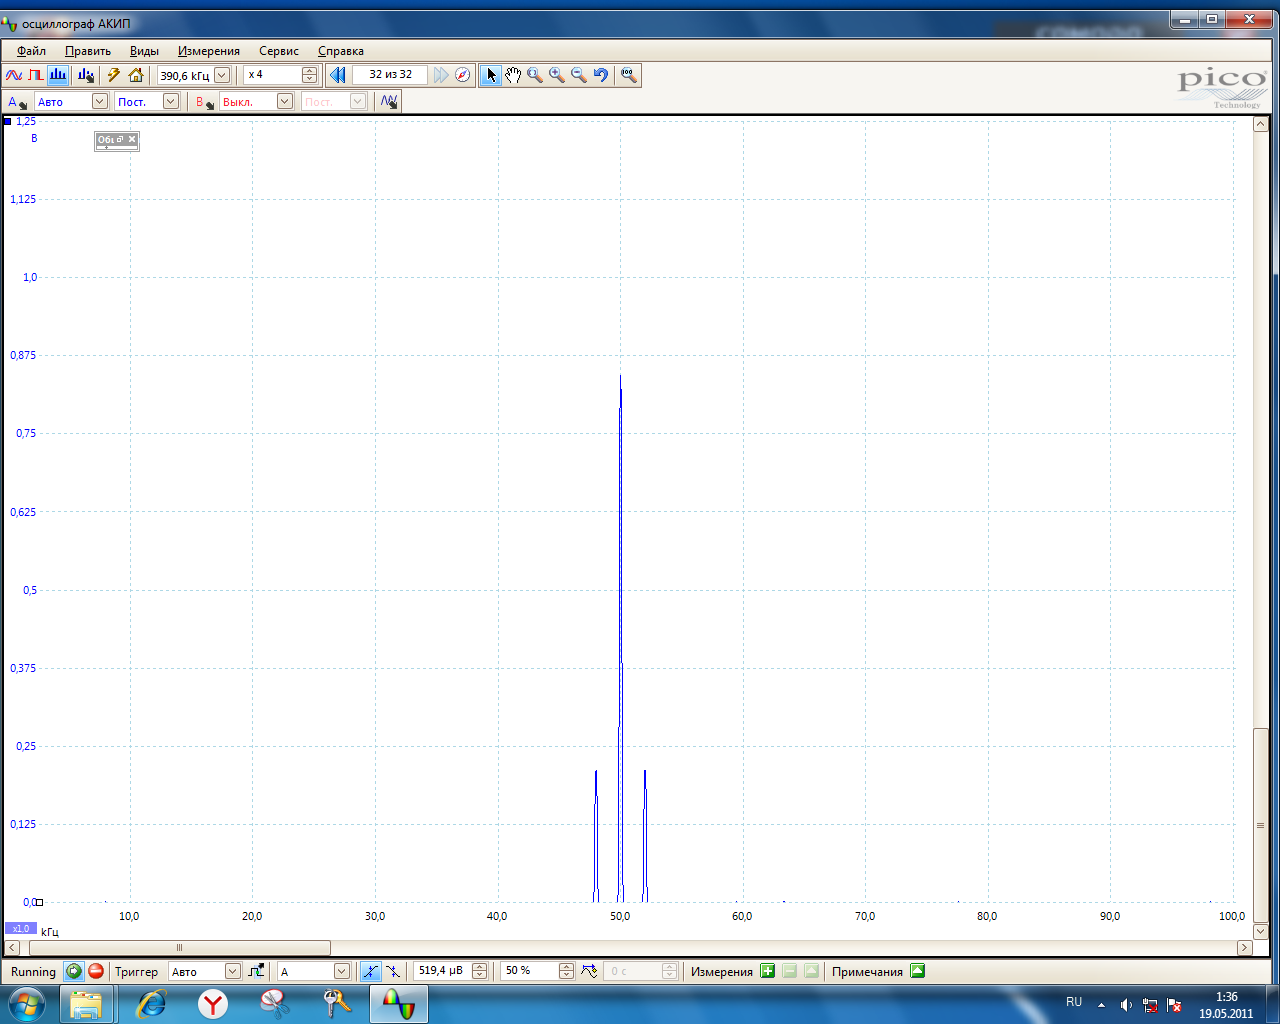 осциллограф АКИП
Файл Править Виды Измерения Сервис Справка
390,6 кГц x 4 32 из 32
pico
Technology
A Авто Пост. B Выкл. Пост.
1,25
В
1,125
1,0
0,875
0,75
0,625
0,5
0,375
0,25
0,125
0,0
10,0 20,0 30,0 40,0 50,0 60,0 70,0 80,0 90,0 100,0
x1,0 кГц
Running Триггер Авто A 519,4 µВ 50 % 0 с Измерения Примечания
RU 1:36
19.05.2011